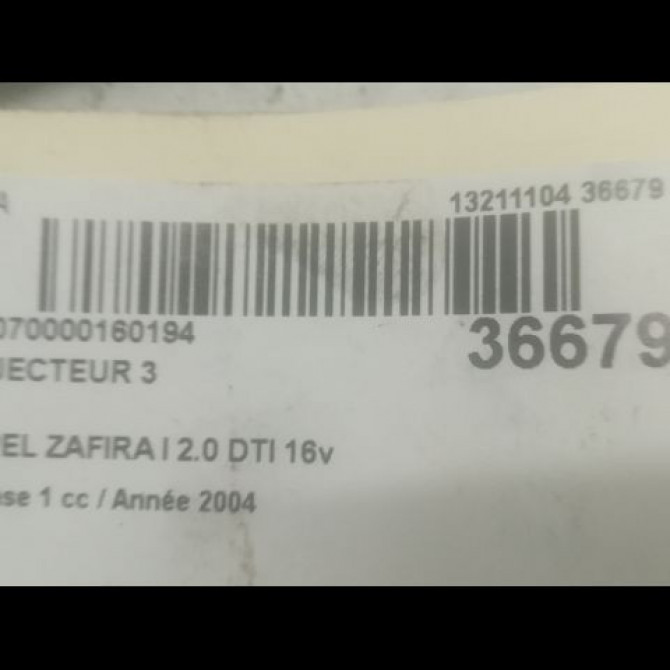 A 13211104 36679
070000160194 36679
JECTEUR 3
EL ZAFIRA I 2.0 DTI 16v
se 1 cc / Année 2004